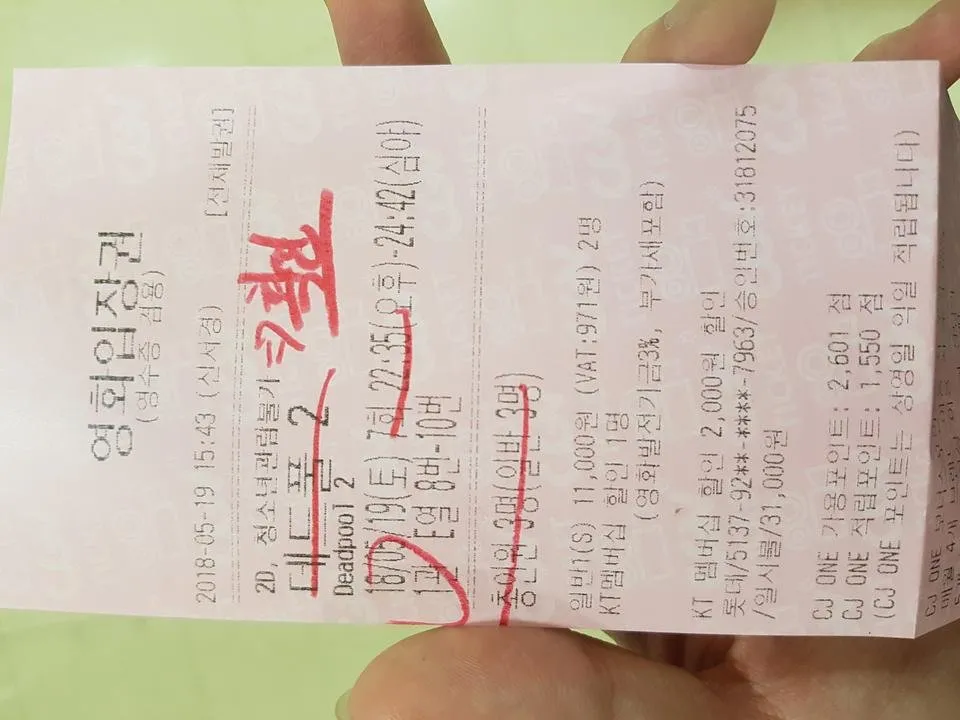 영화입장권
(영수증 겸용)
2018-05-19 15:43 (신서경) [전체발권]
2D, 청소년관람불가
데드풀 2
Deadpool 2
18/05/19(토) 7회 22:35(오후)-24:42(심야)
1관 E열 8번-10번
총인원 3명(일반 3명)
일반1(S) 11,000원 (VAT:971원) 2명
KT멤버십 할인 1명
(영화발전기금3%, 부가세포함)
KT 멤버십 할인 2,000원 할인
롯데/5137-92**-****-7963/승인번호:31812075
/일시불/31,000원
CJ ONE 가용포인트: 2,601 점
CJ ONE 적립포인트: 1,550 점
(CJ ONE 포인트는 상영일 익일 적립됩니다)
CJ ONE